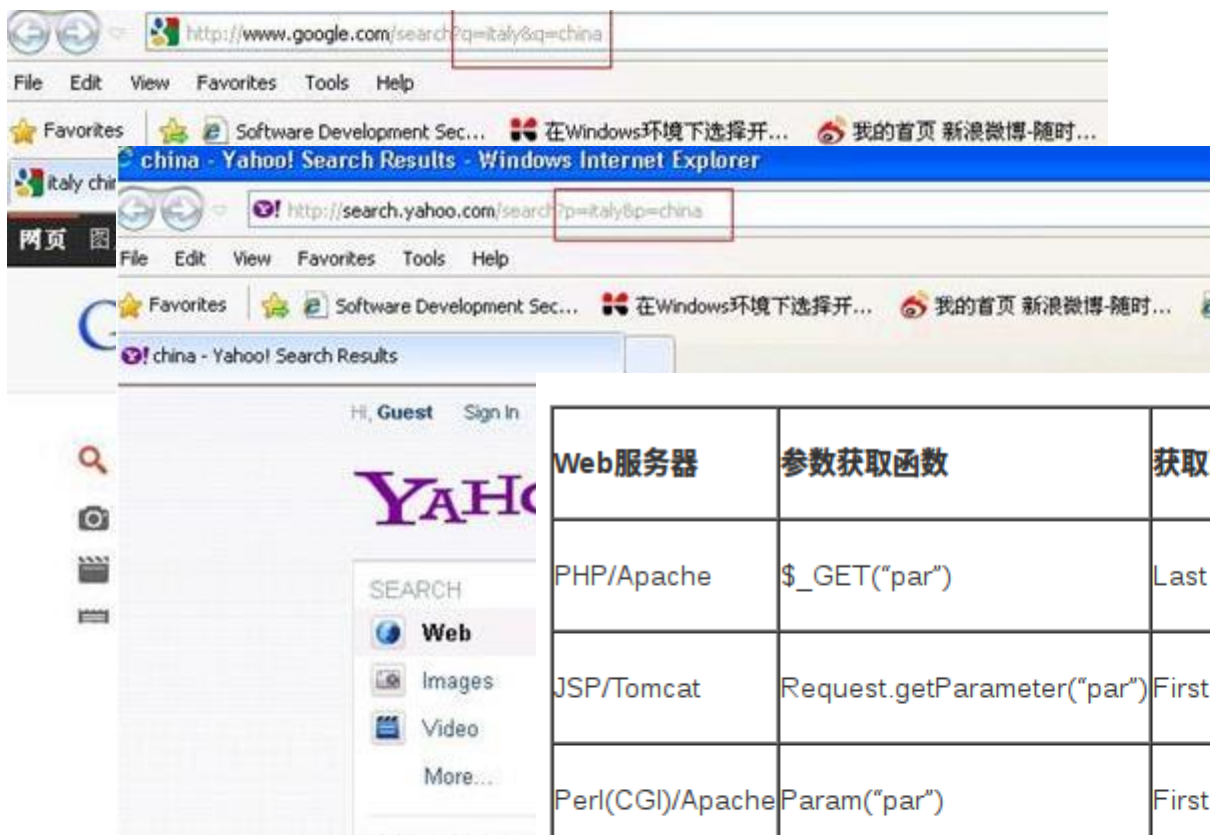 http://www.google.com/search?q=italy&q=china
File Edit View Favorites Tools Help
Favorites Software Development Sec... 在Windows环境下选择开... 我的首页 新浪微博-随时...
china - Yahoo! Search Results - Windows Internet Explorer
italy chin
http://search.yahoo.com/search?p=italy&p=china
网页 图
File Edit View Favorites Tools Help
Favorites Software Development Sec... 在Windows环境下选择开... 我的首页 新浪微博-随时...
china - Yahoo! Search Results
Hi, Guest Sign In
YAHO
SEARCH
Web
Images
Video
More...
Web服务器 参数获取函数 获取
PHP/Apache $_GET(“par”) Last
JSP/Tomcat Request.getParameter(“par”) First
Perl(CGI)/Apache Param(“par”) First